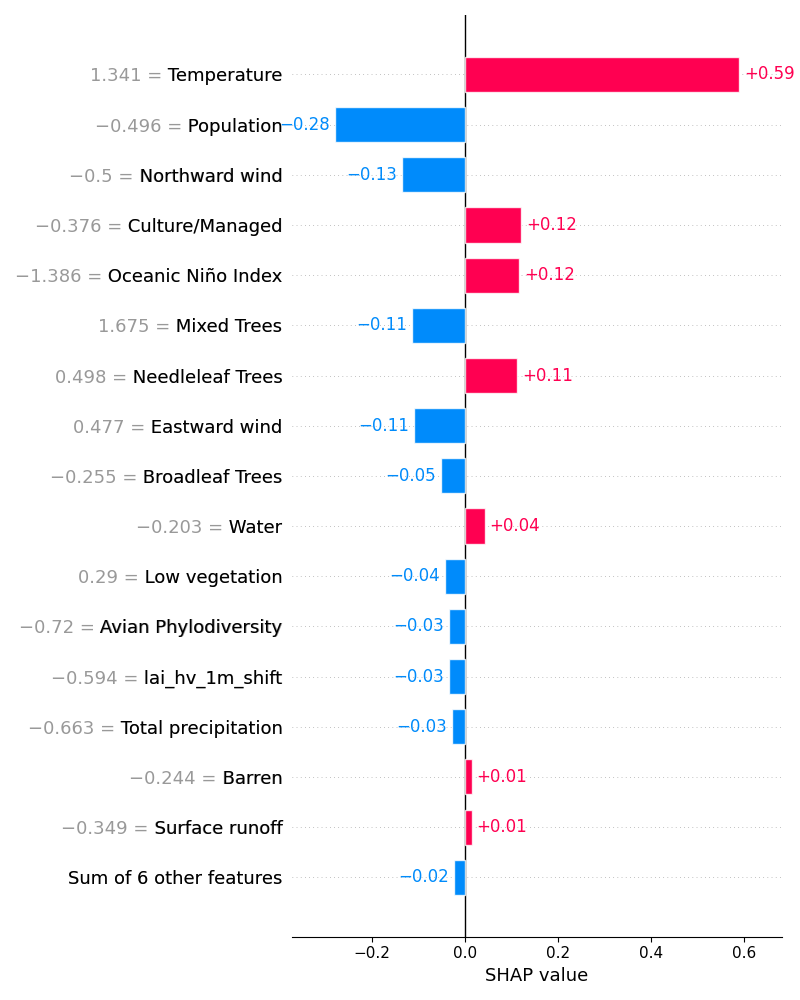 1.341 = Temperature +0.59
−0.496 = Population −0.28
−0.5 = Northward wind −0.13
−0.376 = Culture/Managed +0.12
−1.386 = Oceanic Niño Index +0.12
1.675 = Mixed Trees −0.11
0.498 = Needleleaf Trees +0.11
0.477 = Eastward wind −0.11
−0.255 = Broadleaf Trees −0.05
−0.203 = Water +0.04
0.29 = Low vegetation −0.04
−0.72 = Avian Phylodiversity −0.03
−0.594 = lai_hv_1m_shift −0.03
−0.663 = Total precipitation −0.03
−0.244 = Barren +0.01
−0.349 = Surface runoff +0.01
Sum of 6 other features −0.02
−0.2 0.0 0.2 0.4 0.6
SHAP value